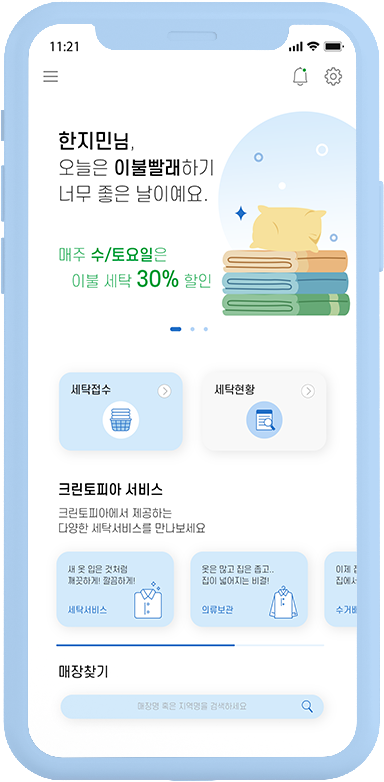 11:21
한지민님,
오늘은 이불빨래하기
너무 좋은 날이예요.
매주 수/토요일은
이불 세탁 30% 할인
세탁접수
세탁현황
크린토피아 서비스
크린토피아에서 제공하는
다양한 세탁서비스를 만나보세요
새 옷 입은 것처럼
깨끗하게! 깔끔하게!
세탁서비스
옷은 많고 집은 좁고..
집이 넓어지는 비결!
의류보관
이제 집
집에서
수거배
매장찾기
매장명 혹은 지역명을 검색하세요